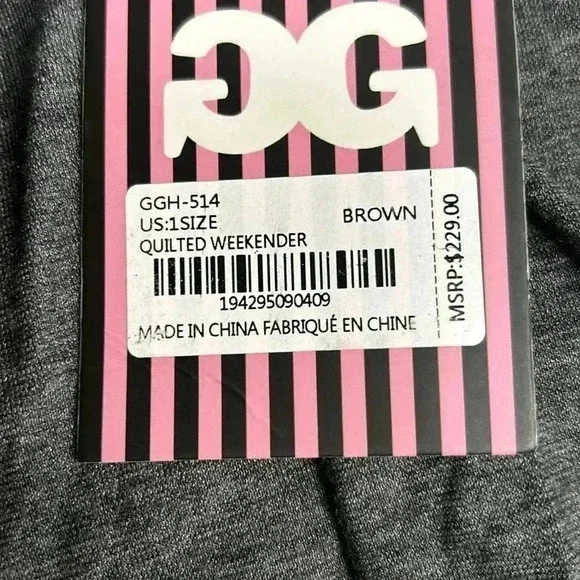 GG
GGH-514
US:1SIZE BROWN
QUILTED WEEKENDER
194295090409
MADE IN CHINA FABRIQUÉ EN CHINE
MSRP:$229.00